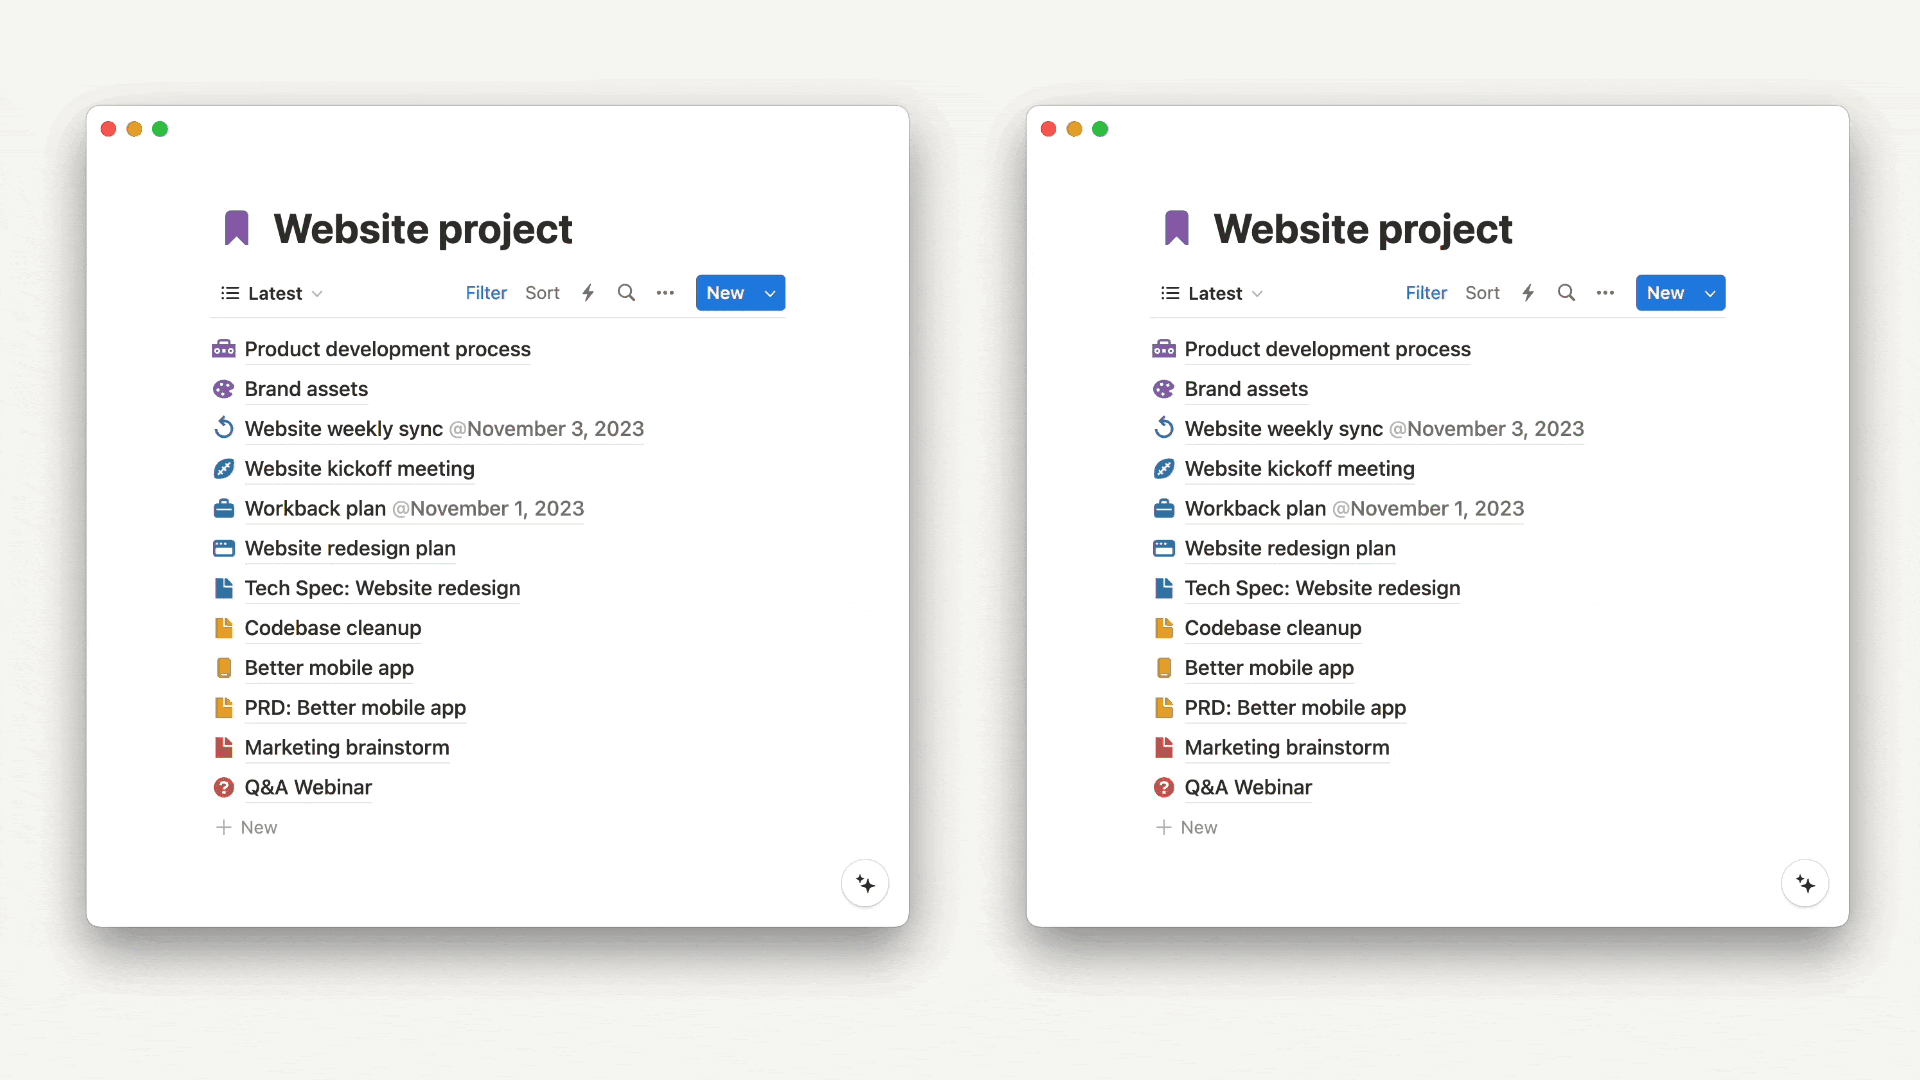 Website project
Latest Filter Sort New
Product development process
Brand assets
Website weekly sync @November 3, 2023
Website kickoff meeting
Workback plan @November 1, 2023
Website redesign plan
Tech Spec: Website redesign
Codebase cleanup
Better mobile app
PRD: Better mobile app
Marketing brainstorm
Q&A Webinar
New
Website project
Latest Filter Sort New
Product development process
Brand assets
Website weekly sync @November 3, 2023
Website kickoff meeting
Workback plan @November 1, 2023
Website redesign plan
Tech Spec: Website redesign
Codebase cleanup
Better mobile app
PRD: Better mobile app
Marketing brainstorm
Q&A Webinar
New